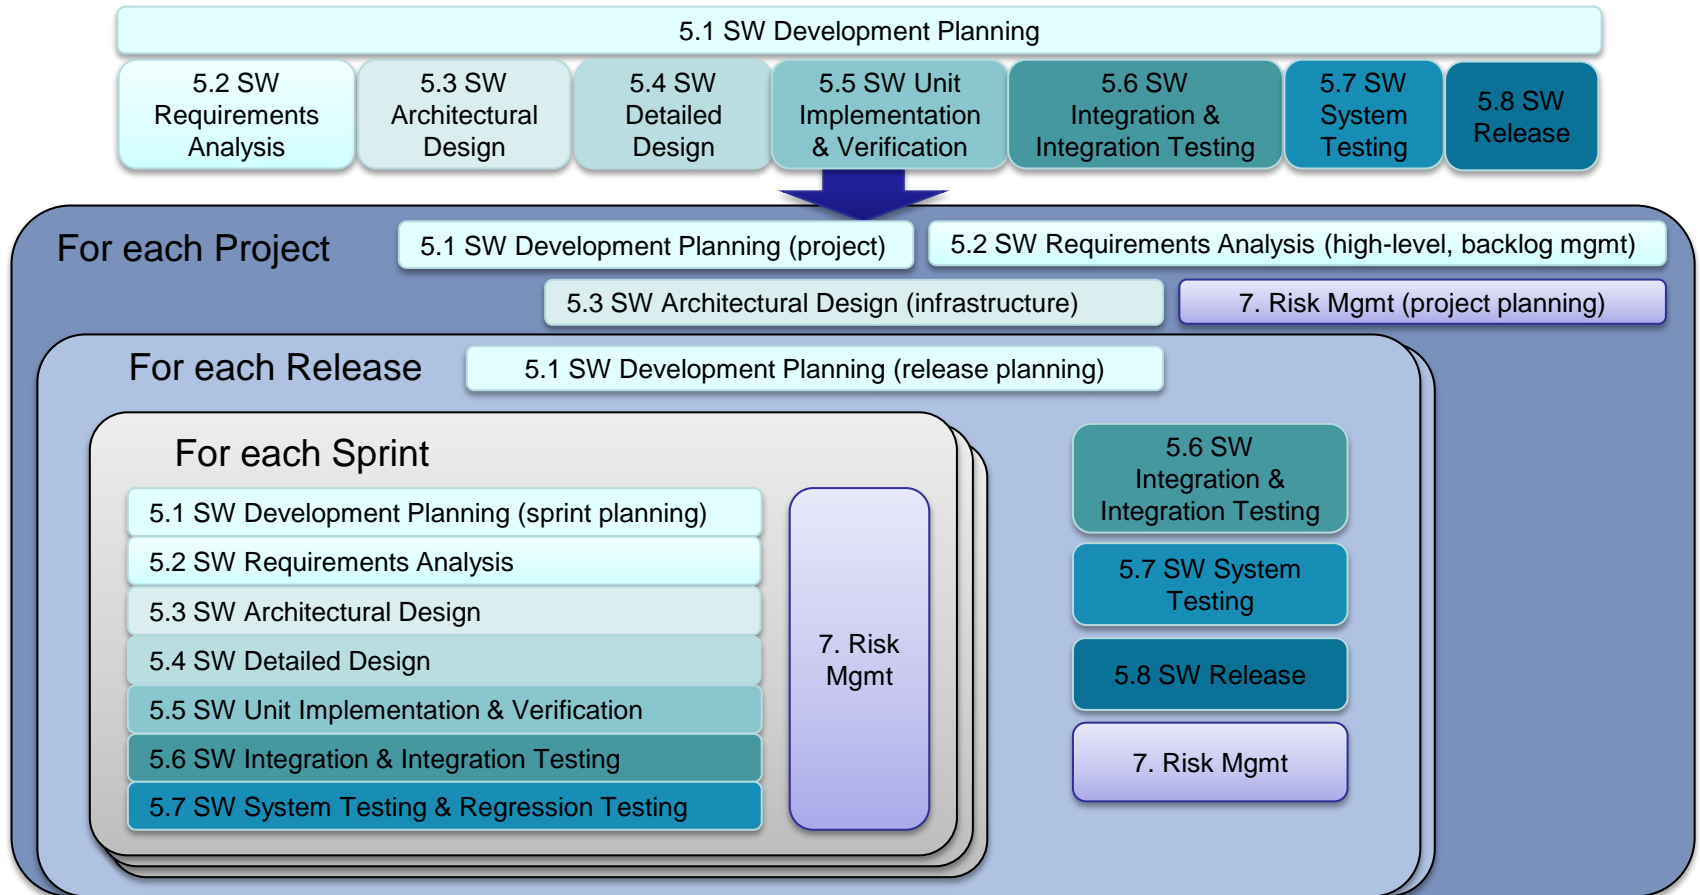 5.1 SW Development Planning
5.2 SW
Requirements
Analysis
5.3 SW
Architectural
Design
5.4 SW
Detailed
Design
5.5 SW Unit
Implementation
& Verification
5.6 SW
Integration &
Integration Testing
5.7 SW
System
Testing
5.8 SW
Release
For each Project
5.1 SW Development Planning (project)
5.2 SW Requirements Analysis (high-level, backlog mgmt)
5.3 SW Architectural Design (infrastructure)
7. Risk Mgmt (project planning)
For each Release
5.1 SW Development Planning (release planning)
For each Sprint
5.1 SW Development Planning (sprint planning)
5.2 SW Requirements Analysis
5.3 SW Architectural Design
5.4 SW Detailed Design
5.5 SW Unit Implementation & Verification
5.6 SW Integration & Integration Testing
5.7 SW System Testing & Regression Testing
7. Risk
Mgmt
5.6 SW
Integration &
Integration Testing
5.7 SW System
Testing
5.8 SW Release
7. Risk Mgmt